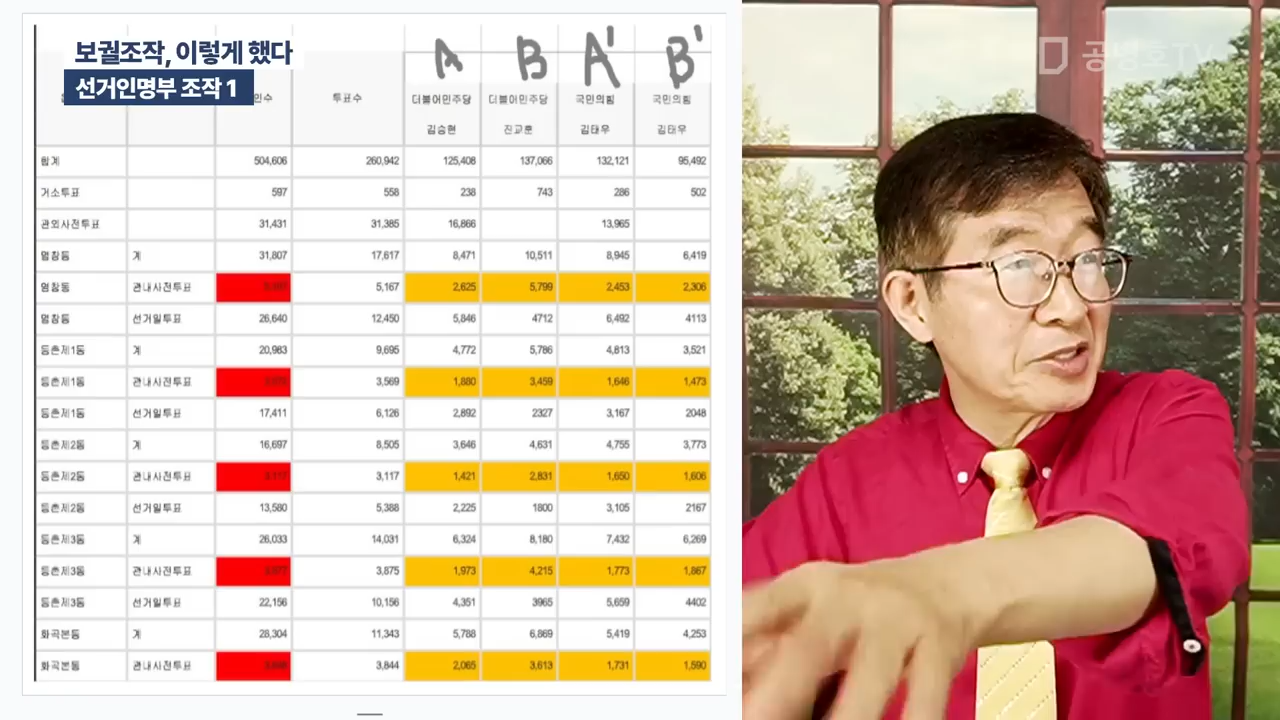 보궐조작, 이렇게 했다
선거인명부 조작 1
공병호TV
A B A' B'
인수 투표수 더불어민주당 더불어민주당 국민의힘 국민의힘
김승현 진교훈 김태우 김태우
합계 504,606 260,942 125,408 137,066 132,121 95,492
거소투표 597 558 238 743 286 502
관외사전투표 31,431 31,385 16,866 13,965
염창동 계 31,807 17,617 8,471 10,511 8,945 6,419
염창동 관내사전투표 5,167 2,625 5,799 2,453 2,306
염창동 선거일투표 26,640 12,450 5,846 4712 6,492 4113
등촌제1동 계 20,983 9,695 4,772 5,786 4,813 3,521
등촌제1동 관내사전투표 3,569 1,880 3,459 1,646 1,473
등촌제1동 선거일투표 17,411 6,126 2,892 2327 3,167 2048
등촌제2동 계 16,697 8,505 3,646 4,631 4,755 3,773
등촌제2동 관내사전투표 3,117 1,421 2,831 1,650 1,606
등촌제2동 선거일투표 13,580 5,388 2,225 1800 3,105 2167
등촌제3동 계 26,033 14,031 6,324 8,180 7,432 6,269
등촌제3동 관내사전투표 3,875 1,973 4,215 1,773 1,867
등촌제3동 선거일투표 22,156 10,156 4,351 3965 5,659 4402
화곡본동 계 28,304 11,343 5,788 6,869 5,419 4,253
화곡본동 관내사전투표 3,844 2,065 3,613 1,731 1,590